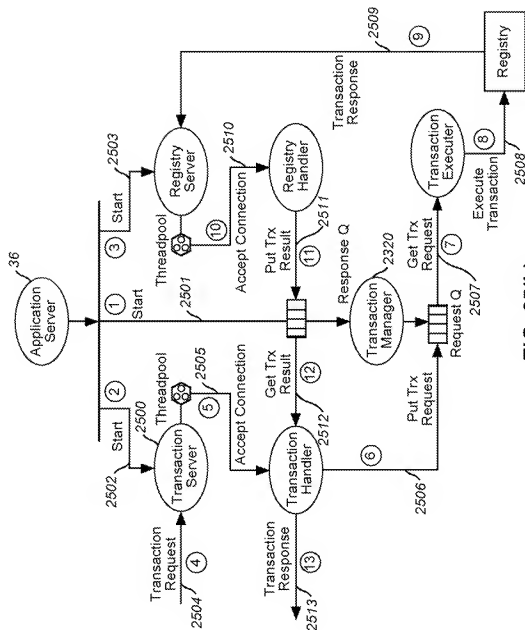 36
Application
Server
2
1
3
Start
2502
Start
Start
2503
2500
2501
Transaction
Server
Registry
Server
Transaction
Request
4
2504
Threadpool
5
2505
Accept Connection
Threadpool
10
2510
Accept Connection
Transaction
Response
9
2509
Transaction
Handler
Registry
Handler
Transaction
Response
13
2513
Get Trx
Result
12
2512
Put Trx
Result
11
2511
Response Q
2320
Transaction
Manager
6
2506
Put Trx
Request
Request Q
Get Trx
Request
7
2507
Transaction
Executer
Execute
Transaction
8
2508
Registry